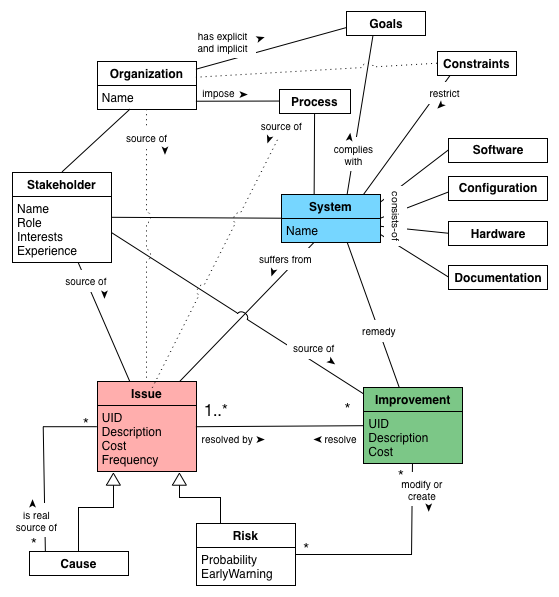 Goals
has explicit
and implicit
Organization
Name
Constraints
impose
Process
restrict
source of
source of
complies
with
Software
Configuration
Hardware
Documentation
consists-of
Stakeholder
Name
Role
Interests
Experience
System
Name
suffers from
source of
remedy
source of
Issue
UID
Description
Cost
Frequency
1..*
*
Improvement
UID
Description
Cost
resolved by
resolve
*
*
modify or
create
is real
source of
*
Cause
Risk
Probability
EarlyWarning
*